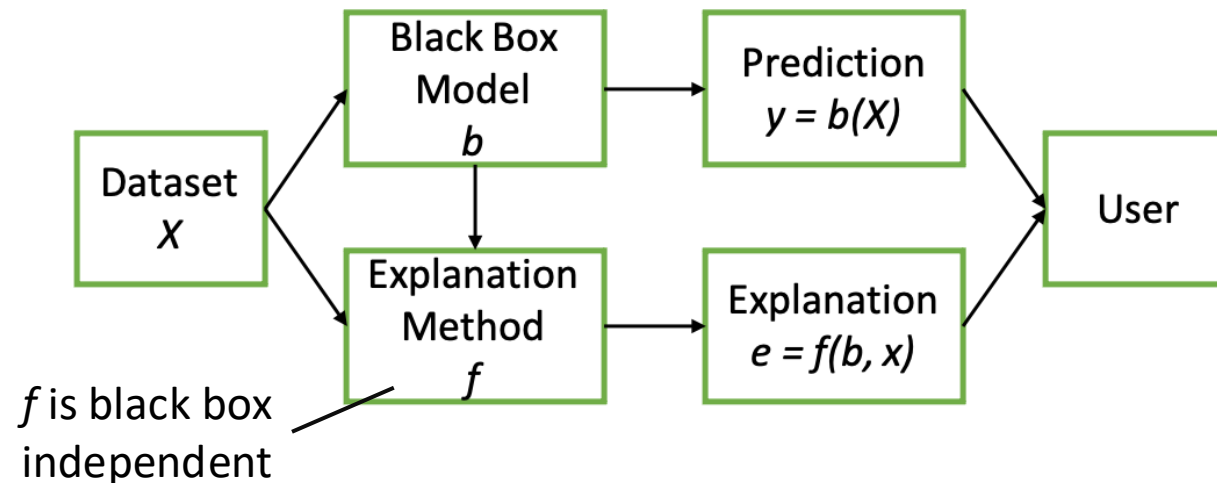 Black Box
Model
b
Prediction
y = b(X)
Dataset
X
User
Explanation
Method
f
Explanation
e = f(b, x)
f is black box
independent